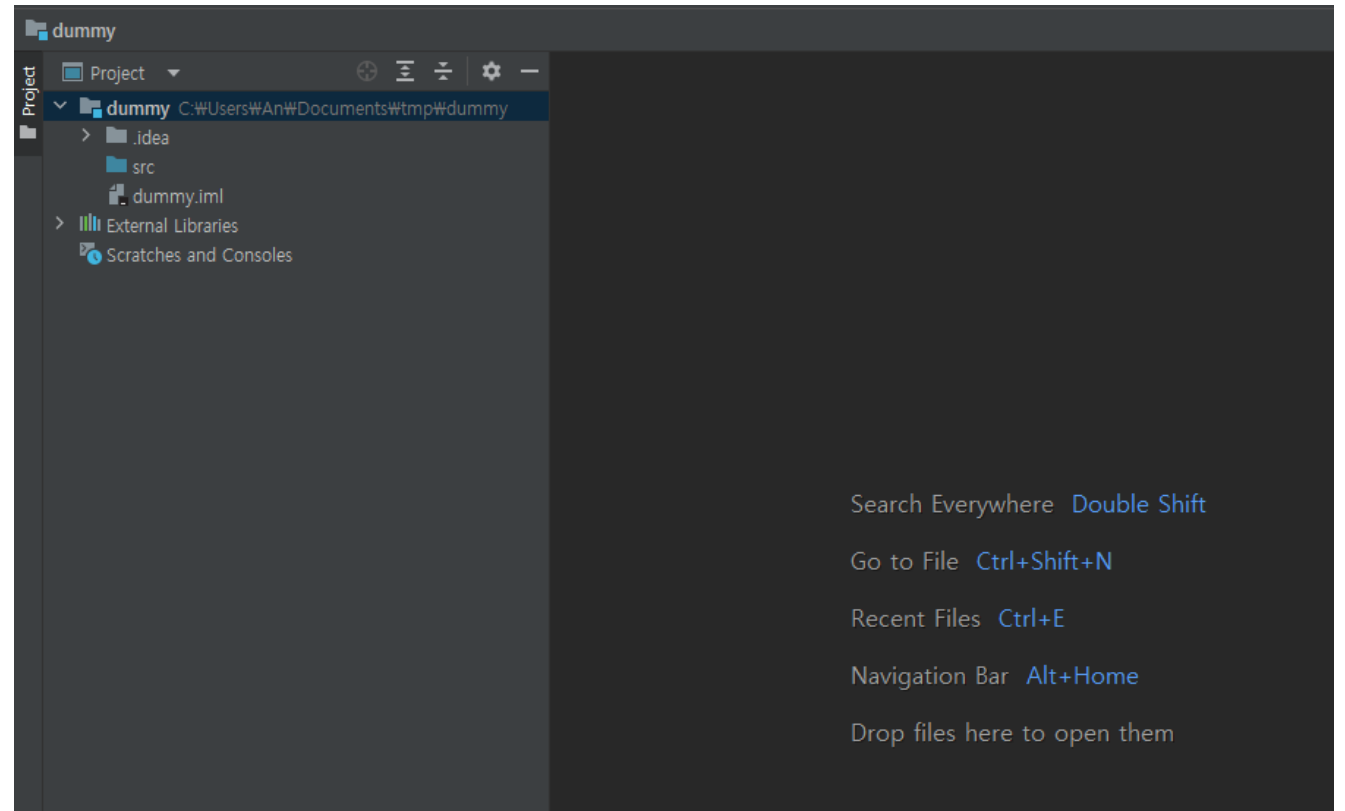 dummy
Project
Project
dummy C:₩Users₩An₩Documents₩tmp₩dummy
.idea
src
dummy.iml
External Libraries
Scratches and Consoles
Search Everywhere Double Shift
Go to File Ctrl+Shift+N
Recent Files Ctrl+E
Navigation Bar Alt+Home
Drop files here to open them